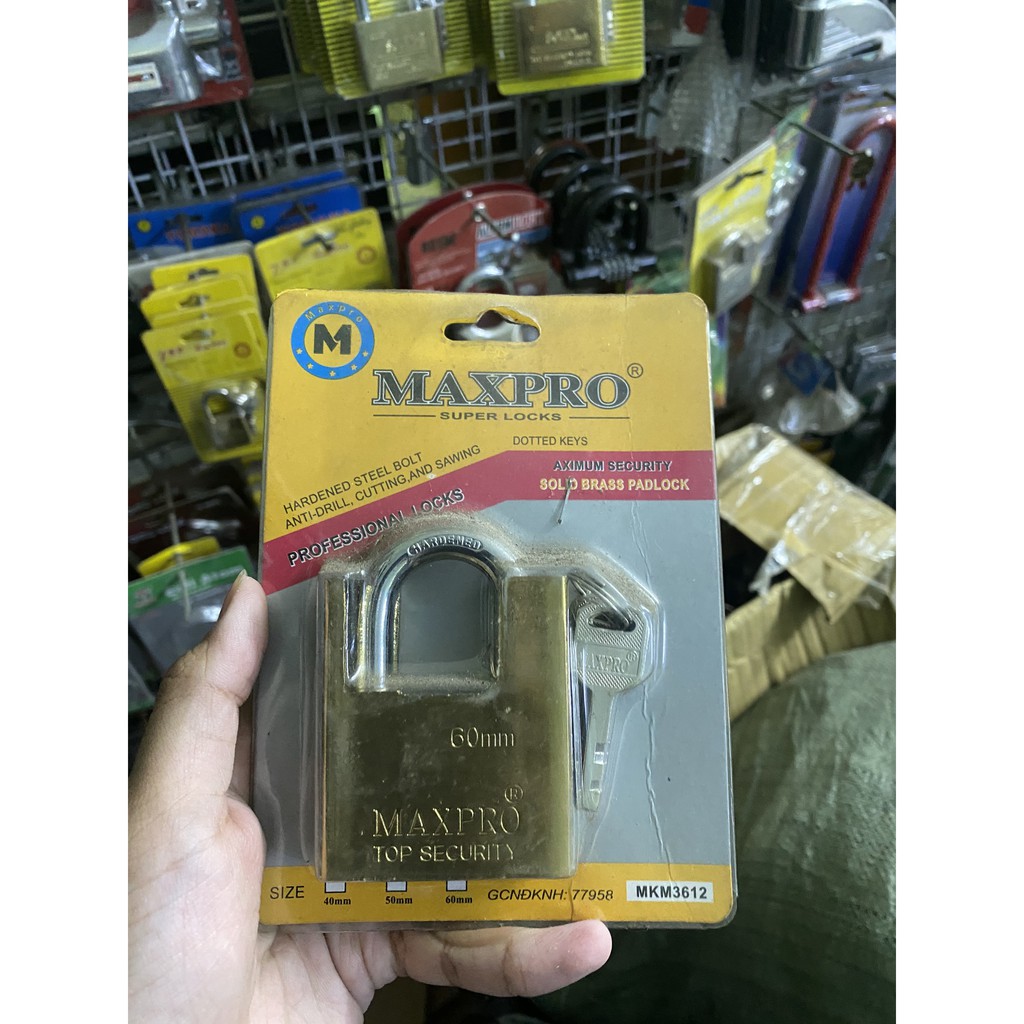 Maxpro
M
MAXPRO®
SUPER LOCKS
DOTTED KEYS
HARDENED STEEL BOLT
ANTI-DRILL, CUTTING,AND SAWING
AXIMUM SECURITY
SOLID BRASS PADLOCK
PROFESSIONAL LOCKS
HARDENED
MAXPRO®
60mm
MAXPRO®
TOP SECURITY
SIZE 40mm 50mm 60mm GCNĐKNH: 77958 MKM3612